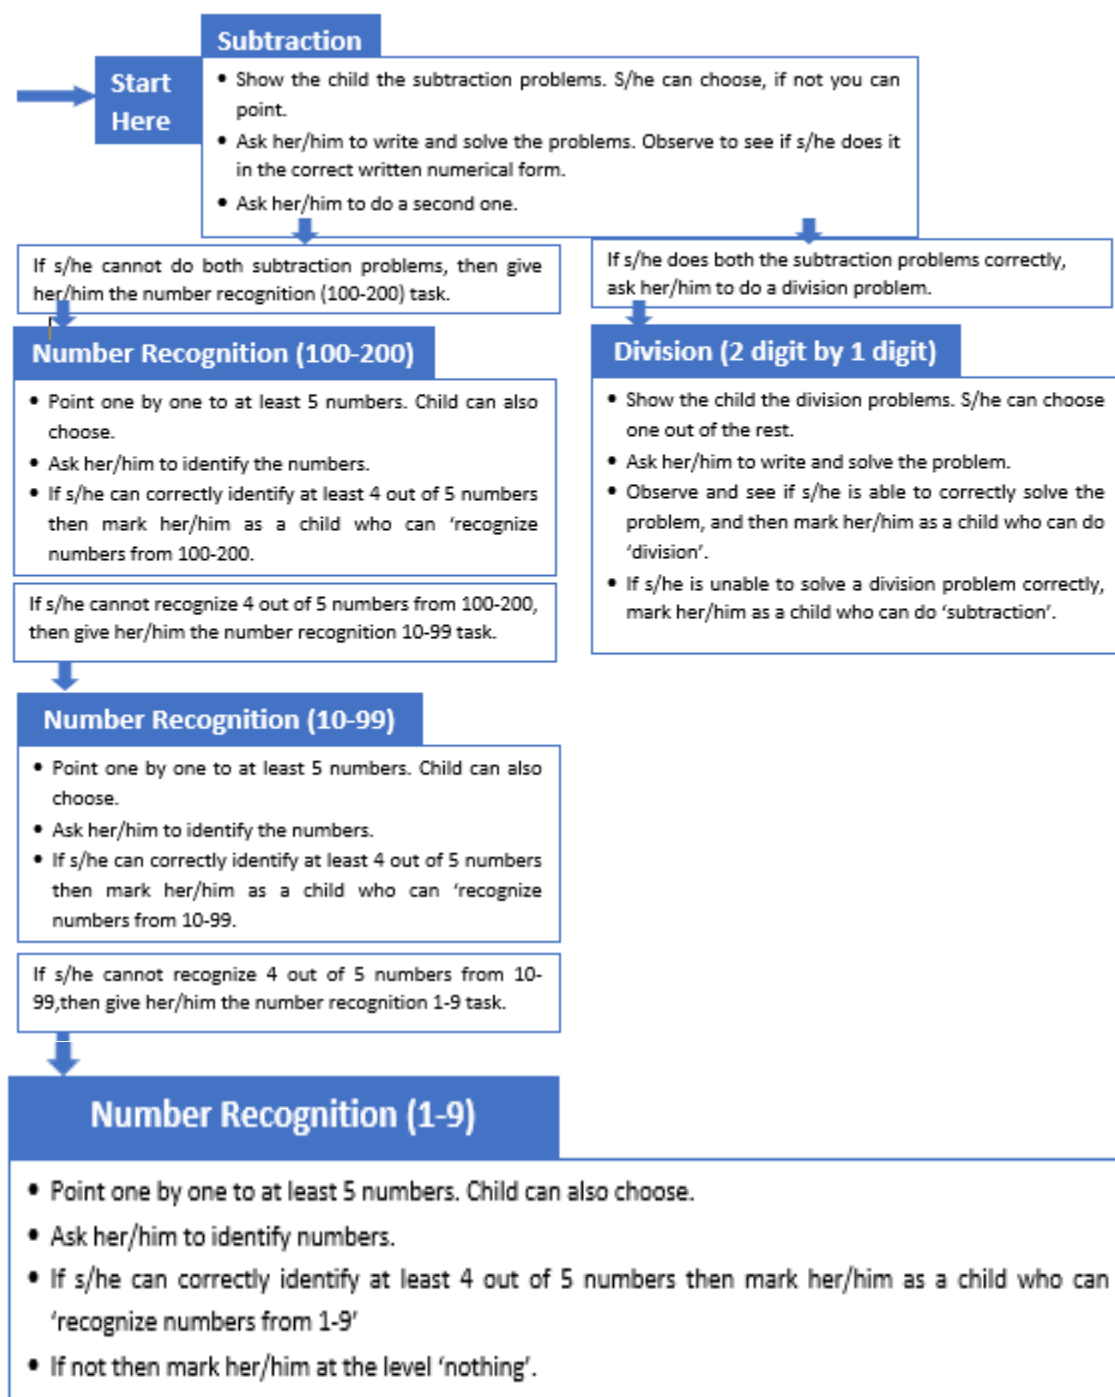 Subtraction
Start
Here
• Show the child the subtraction problems. S/he can choose, if not you can
point.
• Ask her/him to write and solve the problems. Observe to see if s/he does it
in the correct written numerical form.
• Ask her/him to do a second one.
If s/he cannot do both subtraction problems, then give
her/him the number recognition (100-200) task.
If s/he does both the subtraction problems correctly,
ask her/him to do a division problem.
Number Recognition (100-200)
• Point one by one to at least 5 numbers. Child can also
choose.
• Ask her/him to identify the numbers.
• If s/he can correctly identify at least 4 out of 5 numbers
then mark her/him as a child who can ‘recognize
numbers from 100-200.
If s/he cannot recognize 4 out of 5 numbers from 100-200,
then give her/him the number recognition 10-99 task.
Division (2 digit by 1 digit)
• Show the child the division problems. S/he can choose
one out of the rest.
• Ask her/him to write and solve the problem.
• Observe and see if s/he is able to correctly solve the
problem, and then mark her/him as a child who can do
‘division’.
• If s/he is unable to solve a division problem correctly,
mark her/him as a child who can do ‘subtraction’.
Number Recognition (10-99)
• Point one by one to at least 5 numbers. Child can also
choose.
• Ask her/him to identify the numbers.
• If s/he can correctly identify at least 4 out of 5 numbers
then mark her/him as a child who can ‘recognize
numbers from 10-99.
If s/he cannot recognize 4 out of 5 numbers from 10-
99,then give her/him the number recognition 1-9 task.
Number Recognition (1-9)
• Point one by one to at least 5 numbers. Child can also choose.
• Ask her/him to identify numbers.
• If s/he can correctly identify at least 4 out of 5 numbers then mark her/him as a child who can
‘recognize numbers from 1-9’
• If not then mark her/him at the level ‘nothing’.